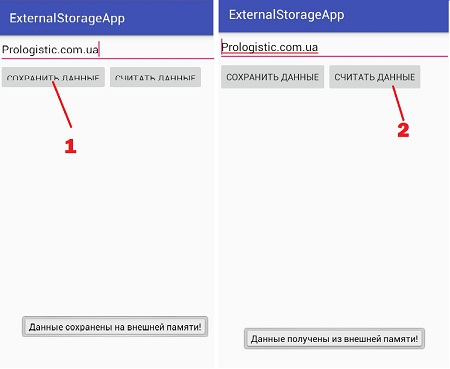 ExternalStorageApp
Prologistic.com.ua
СОХРАНИТЬ ДАННЫЕ СЧИТАТЬ ДАННЫЕ
1
Данные сохранены на внешней памяти!
ExternalStorageApp
Prologistic.com.ua
СОХРАНИТЬ ДАННЫЕ СЧИТАТЬ ДАННЫЕ
2
Данные получены из внешней памяти!